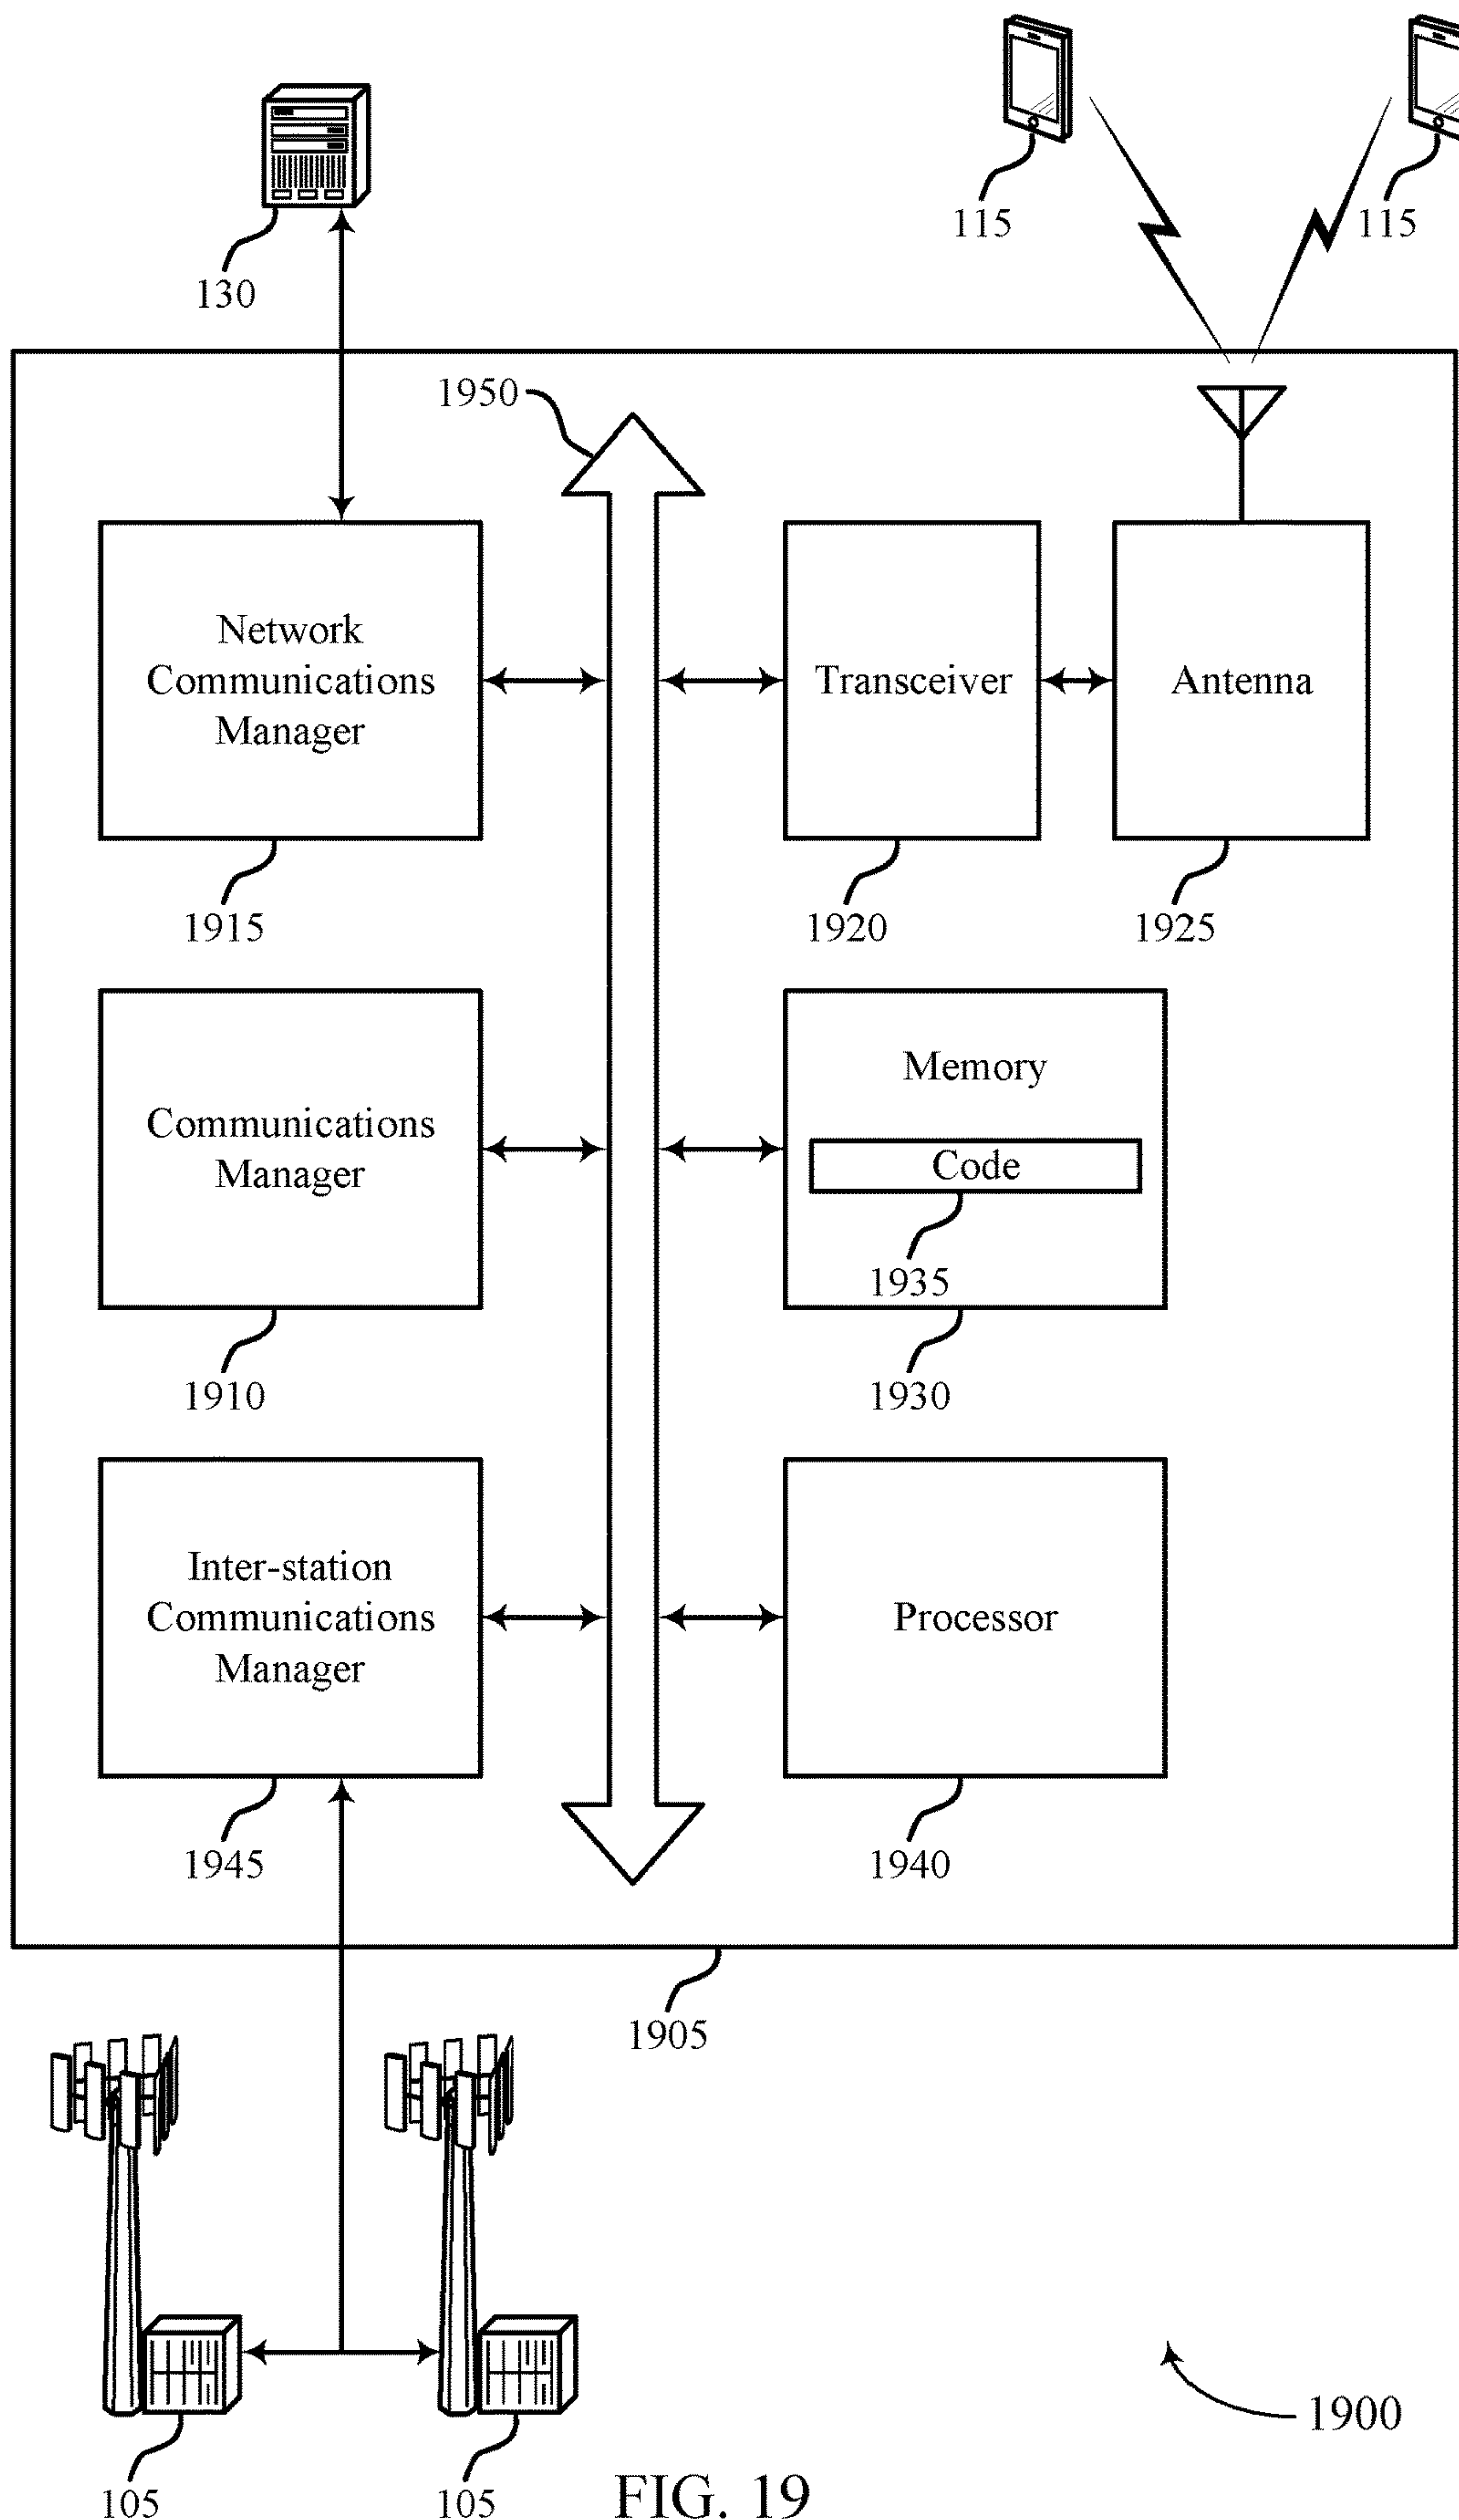 130
115
115
1950
Network
Communications
Manager
Transceiver
Antenna
1915
1920
1925
Communications
Manager
Memory
Code
1935
1910
1930
Inter-station
Communications
Manager
Processor
1945
1940
1905
1900
105
105
FIG. 19